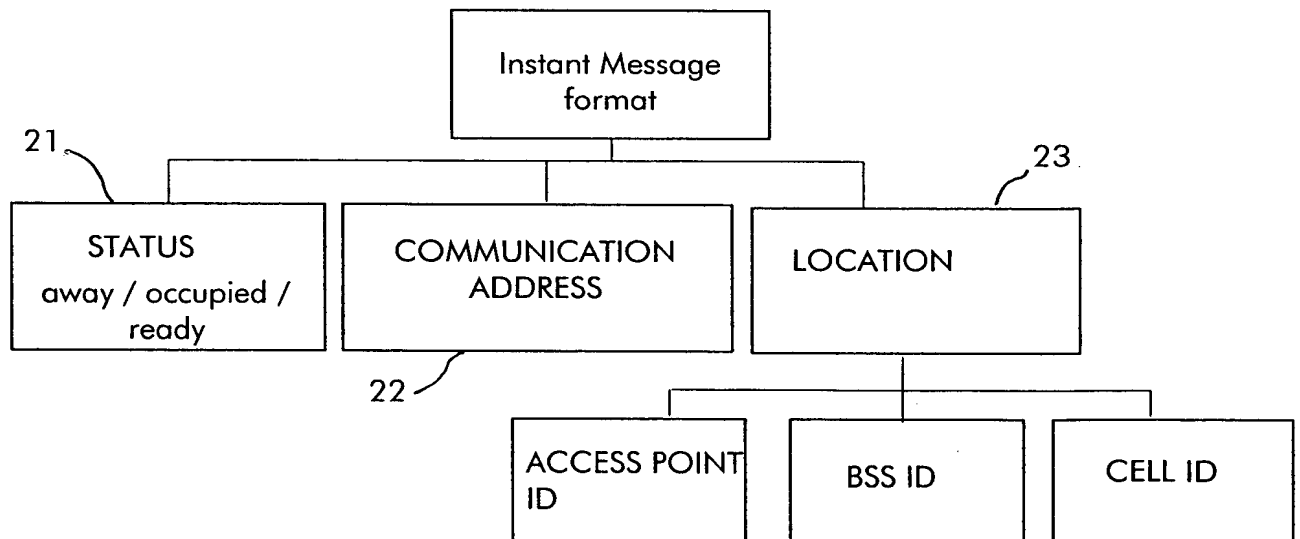 Instant Message
format
21
23
STATUS
away / occupied /
ready
COMMUNICATION
ADDRESS
LOCATION
22
ACCESS POINT
ID
BSS ID
CELL ID